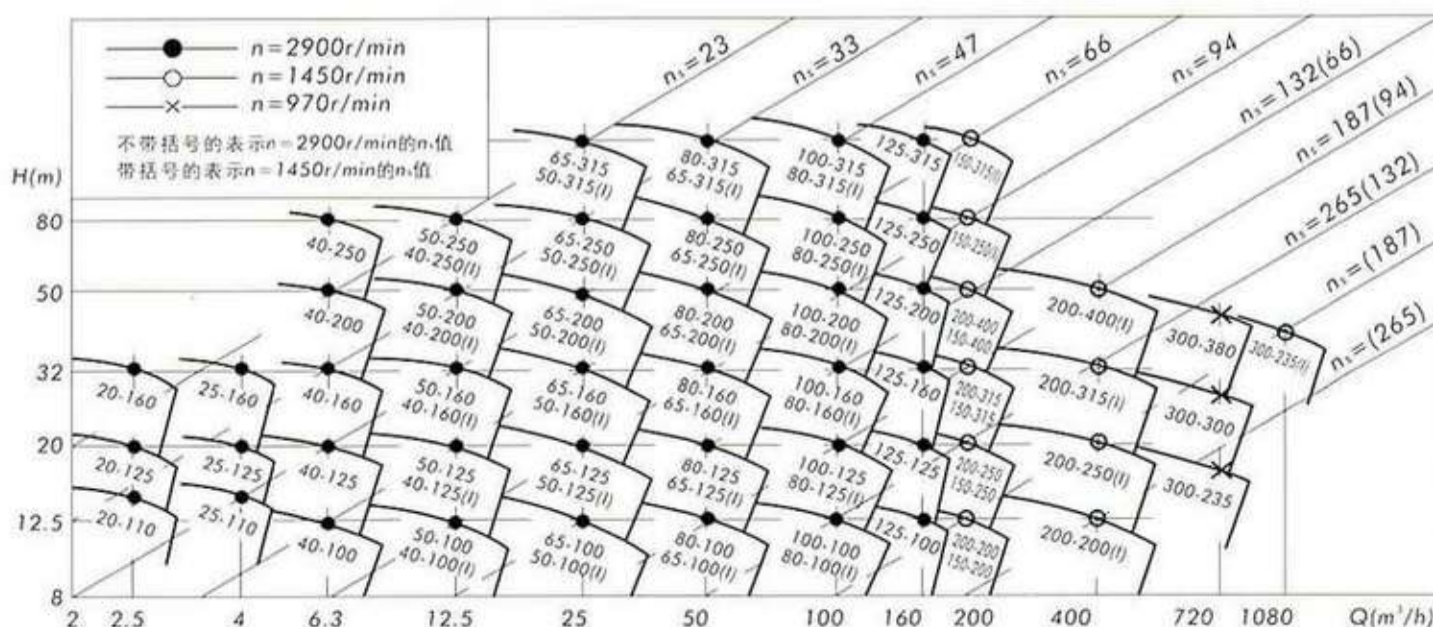 n=2900r/min
n=1450r/min
n=970r/min
不带括号的表示n=2900r/min的nₛ值
带括号的表示n=1450r/min的nₛ值
nₛ=23
nₛ=33
nₛ=47
nₛ=66
nₛ=94
nₛ=132(66)
nₛ=187(94)
nₛ=265(132)
nₛ=(187)
nₛ=(265)
H(m)
80
50
32
20
12.5
8
65-315
50-315(I)
80-315
65-315(I)
100-315
80-315(I)
125-315
150-315(I)
40-250
50-250
40-250(I)
65-250
50-250(I)
80-250
65-250(I)
100-250
80-250(I)
125-250
150-250(I)
40-200
50-200
40-200(I)
65-200
50-200(I)
80-200
65-200(I)
100-200
80-200(I)
125-200
200-400
150-400
200-400(I)
300-380
300-235(I)
20-160
25-160
40-160
50-160
40-160(I)
65-160
50-160(I)
80-160
65-160(I)
100-160
80-160(I)
125-160
200-315
150-315
200-315(I)
300-300
20-125
25-125
40-125
50-125
40-125(I)
65-125
50-125(I)
80-125
65-125(I)
100-125
80-125(I)
125-125
200-250
150-250
200-250(I)
300-235
20-110
25-110
40-100
50-100
40-100(I)
65-100
50-100(I)
80-100
65-100(I)
100-100
80-100(I)
125-100
200-200
150-200
200-200(I)
2 2.5 4 6.3 12.5 25 50 100 160 200 400 720 1080 Q(m³/h)